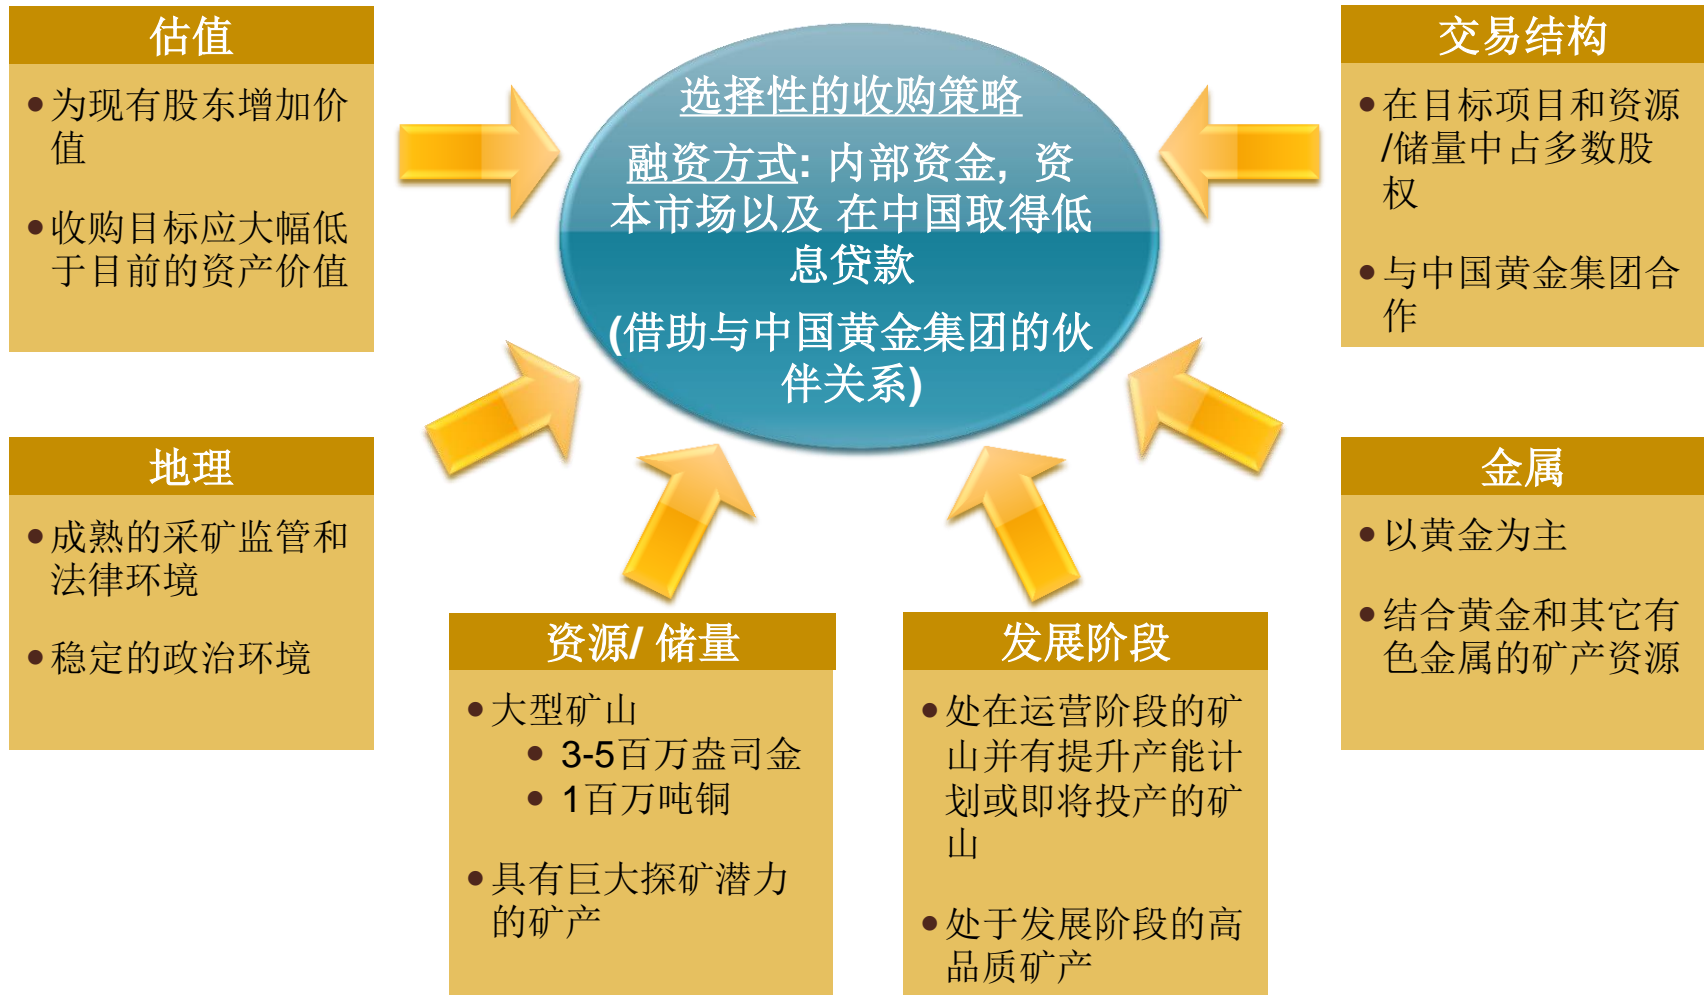 估值
●为现有股东增加价
值
●收购目标应大幅低
于目前的资产价值
选择性的收购策略
融资方式: 内部资金, 资
本市场以及 在中国取得低
息贷款
(借助与中国黄金集团的伙
伴关系)
交易结构
●在目标项目和资源
/储量中占多数股
权
●与中国黄金集团合
作
地理
●成熟的采矿监管和
法律环境
●稳定的政治环境
资源/ 储量
●大型矿山
● 3-5百万盎司金
● 1百万吨铜
●具有巨大探矿潜力
的矿产
发展阶段
●处在运营阶段的矿
山并有提升产能计
划或即将投产的矿
山
●处于发展阶段的高
品质矿产
金属
●以黄金为主
●结合黄金和其它有
色金属的矿产资源